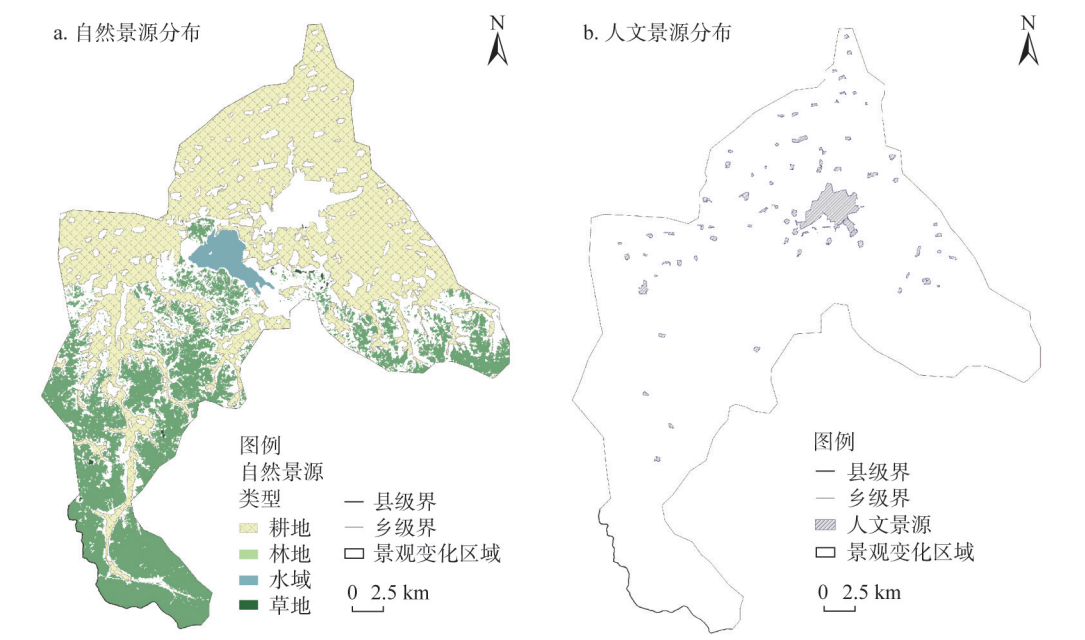 a. 自然景源分布
N
图例
自然景源
类型
耕地
林地
水域
草地
县级界
乡级界
景观变化区域
0 2.5 km
b. 人文景源分布
N
图例
县级界
乡级界
人文景源
景观变化区域
0 2.5 km